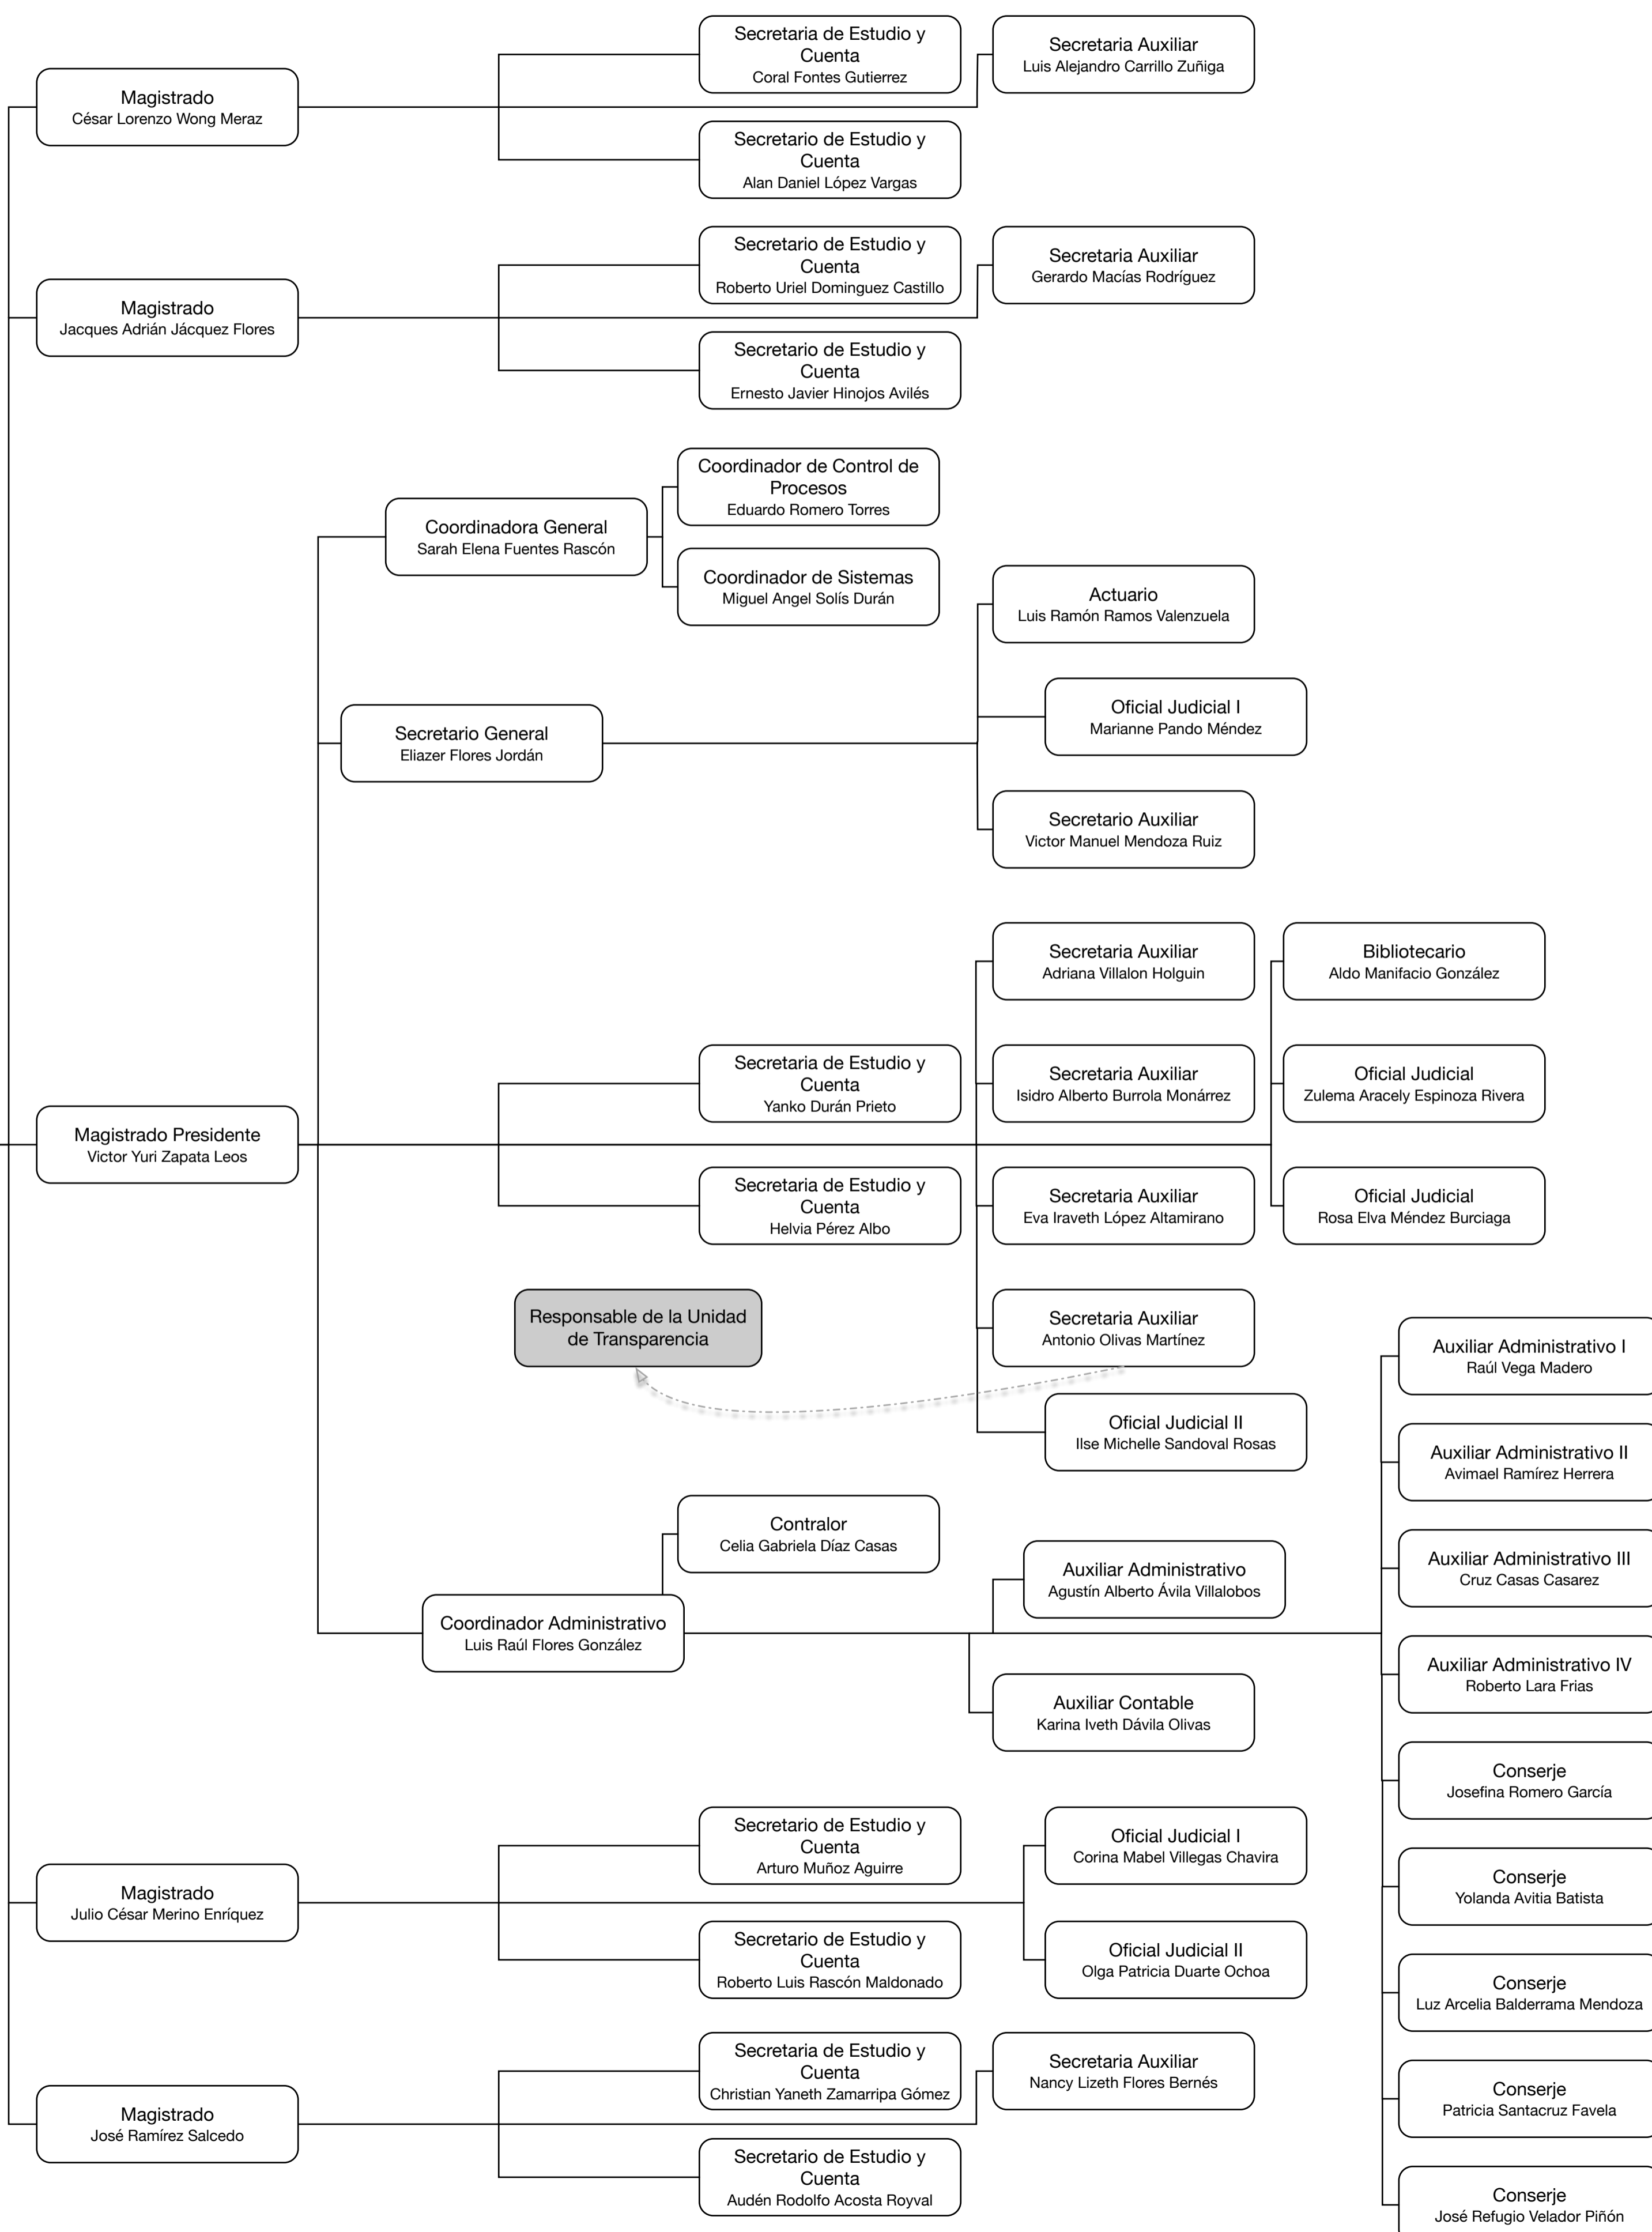 Secretaria de Estudio y
Cuenta
Coral Fontes Gutierrez
Secretaria Auxiliar
Luis Alejandro Carrillo Zuñiga
Magistrado
César Lorenzo Wong Meraz
Secretario de Estudio y
Cuenta
Alan Daniel López Vargas
Secretario de Estudio y
Cuenta
Roberto Uriel Dominguez Castillo
Secretaria Auxiliar
Gerardo Macías Rodríguez
Magistrado
Jacques Adrián Jácquez Flores
Secretario de Estudio y
Cuenta
Ernesto Javier Hinojos Avilés
Coordinador de Control de
Procesos
Eduardo Romero Torres
Coordinadora General
Sarah Elena Fuentes Rascón
Coordinador de Sistemas
Miguel Angel Solís Durán
Actuario
Luis Ramón Ramos Valenzuela
Oficial Judicial I
Marianne Pando Méndez
Secretario General
Eliazer Flores Jordán
Secretario Auxiliar
Victor Manuel Mendoza Ruiz
Secretaria Auxiliar
Adriana Villalon Holguin
Bibliotecario
Aldo Manifacio González
Secretaria de Estudio y
Cuenta
Yanko Durán Prieto
Secretaria Auxiliar
Isidro Alberto Burrola Monárrez
Oficial Judicial
Zulema Aracely Espinoza Rivera
Magistrado Presidente
Victor Yuri Zapata Leos
Secretaria de Estudio y
Cuenta
Helvia Pérez Albo
Secretaria Auxiliar
Eva Iraveth López Altamirano
Oficial Judicial
Rosa Elva Méndez Burciaga
Responsable de la Unidad
de Transparencia
Secretaria Auxiliar
Antonio Olivas Martínez
Auxiliar Administrativo I
Raúl Vega Madero
Oficial Judicial II
Ilse Michelle Sandoval Rosas
Auxiliar Administrativo II
Avimael Ramírez Herrera
Contralor
Celia Gabriela Díaz Casas
Auxiliar Administrativo
Agustín Alberto Ávila Villalobos
Auxiliar Administrativo III
Cruz Casas Casarez
Coordinador Administrativo
Luis Raúl Flores González
Auxiliar Administrativo IV
Roberto Lara Frias
Auxiliar Contable
Karina Iveth Dávila Olivas
Conserje
Josefina Romero García
Secretario de Estudio y
Cuenta
Arturo Muñoz Aguirre
Oficial Judicial I
Corina Mabel Villegas Chavira
Conserje
Yolanda Avitia Batista
Magistrado
Julio César Merino Enríquez
Secretario de Estudio y
Cuenta
Roberto Luis Rascón Maldonado
Oficial Judicial II
Olga Patricia Duarte Ochoa
Conserje
Luz Arcelia Balderrama Mendoza
Secretaria de Estudio y
Cuenta
Christian Yaneth Zamarripa Gómez
Secretaria Auxiliar
Nancy Lizeth Flores Bernés
Conserje
Patricia Santacruz Favela
Magistrado
José Ramírez Salcedo
Secretario de Estudio y
Cuenta
Audén Rodolfo Acosta Royval
Conserje
José Refugio Velador Piñón